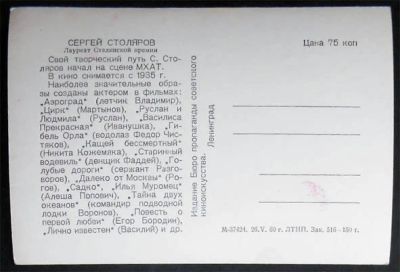 СЕРГЕЙ СТОЛЯРОВ
Лауреат Сталинской премии
Свой творческий путь С. Сто-
ляров начал на сцене МХАТ.
В кино снимается с 1935 г.
Наиболее значительные обра-
зы созданы актером в фильмах:
„Аэроград“ (летчик Владимир),
„Цирк“ (Мартынов), „Руслан и
Людмила“ (Руслан), „Василиса
Прекрасная“ (Иванушка), „Ги-
бель Орла“ (водолаз Федор Чис-
тяков), „Кащей бессмертный“
(Никита Кожемяка), „Старинный
водевиль“ (денщик Фаддей), „Го-
лубые дороги“ (сержант Разго-
воров), „Далеко от Москвы“ (Ро-
гов), „Садко“, „Илья Муромец“
(Алеша Попович), „Тайна двух
океанов“ (командир подводной
лодки Воронов), „Повесть о
первой любви“ (Егор Бородин),
„Лично известен“ (Василий) и др.
Издание Бюро пропаганды советского
киноискусства. Ленинград
Цана 75 коп
М-37424. 26.V. 60 г. ЛТНП. Зак. 516—150 г.